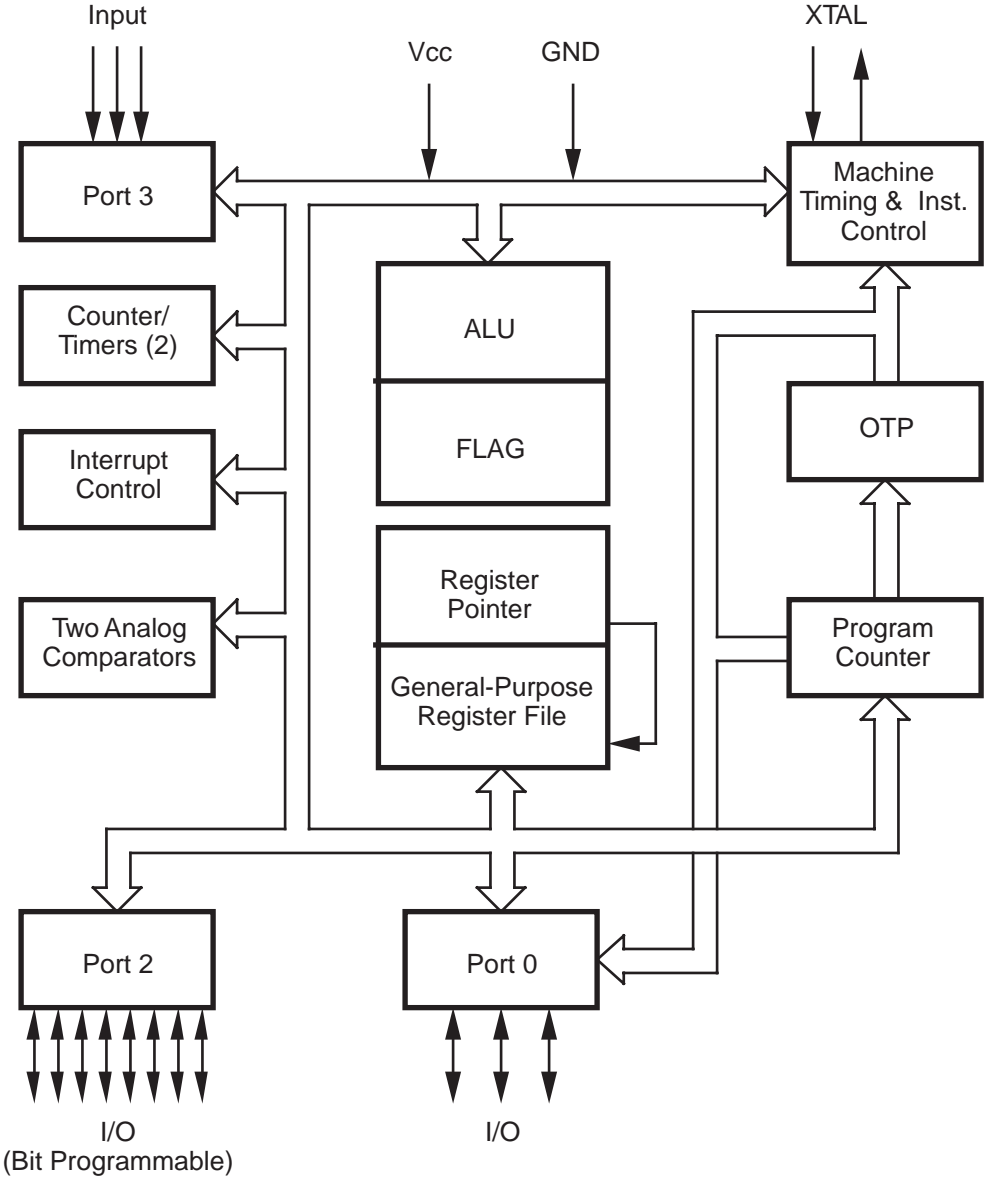 Input
XTAL
Vcc
GND
Port 3
Machine
Timing & Inst.
Control
Counter/
Timers (2)
ALU
OTP
FLAG
Interrupt
Control
Register
Pointer
Two Analog
Comparators
Program
Counter
General-Purpose
Register File
Port 2
Port 0
I/O
(Bit Programmable)
I/O